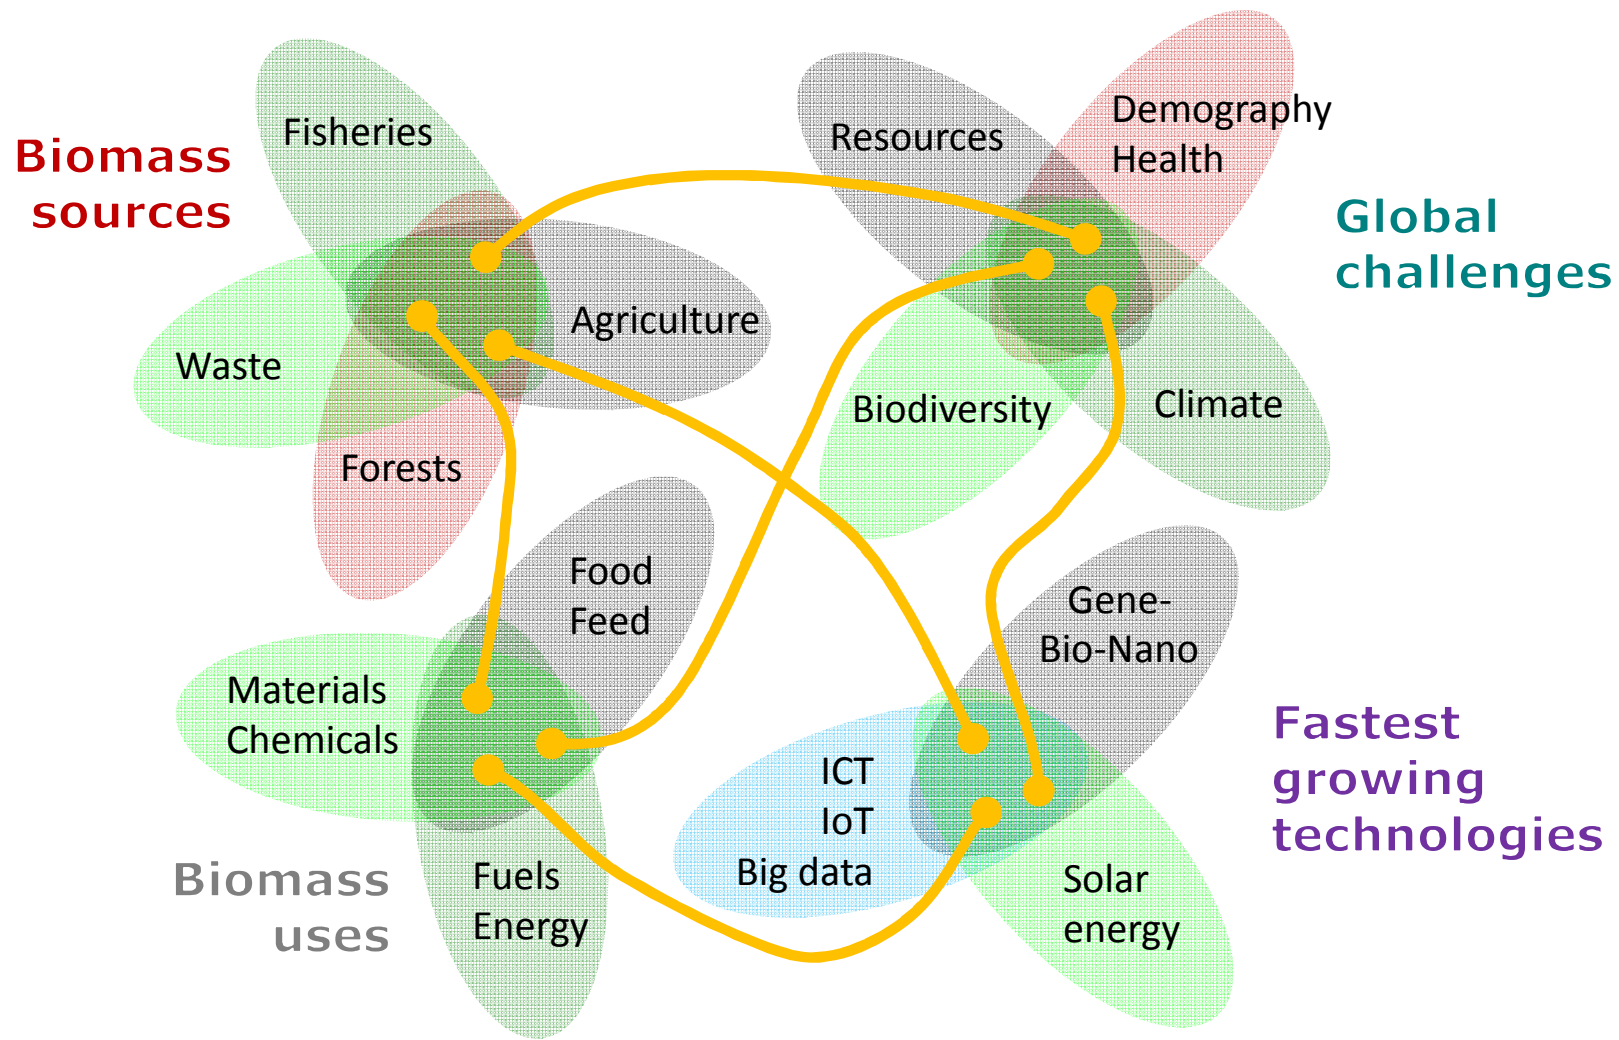 Biomass
sources
Fisheries
Waste
Agriculture
Forests
Resources
Demography
Health
Biodiversity
Climate
Global
challenges
Food
Feed
Materials
Chemicals
Fuels
Energy
Biomass
uses
Gene-
Bio-Nano
ICT
IoT
Big data
Solar
energy
Fastest
growing
technologies